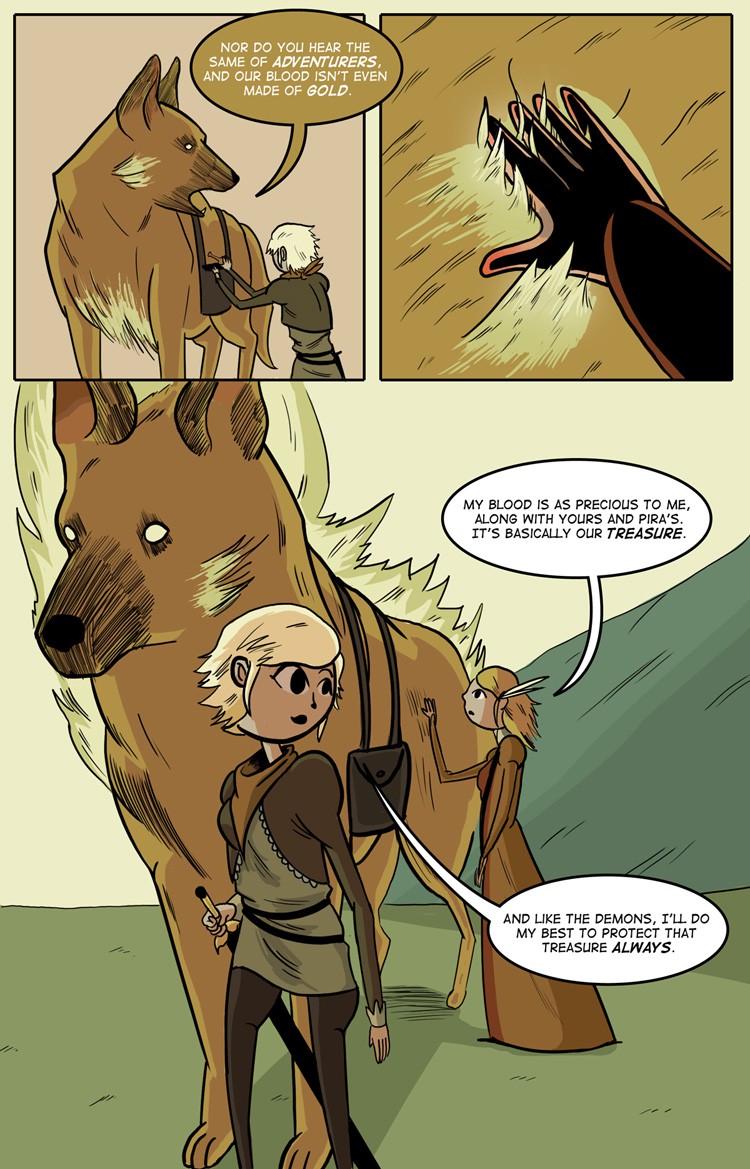 NOR DO YOU HEAR THE
SAME OF ADVENTURERS,
AND OUR BLOOD ISN'T EVEN
MADE OF GOLD.
MY BLOOD IS AS PRECIOUS TO ME,
ALONG WITH YOURS AND PIRA'S.
IT'S BASICALLY OUR TREASURE.
AND LIKE THE DEMONS, I'LL DO
MY BEST TO PROTECT THAT
TREASURE ALWAYS.